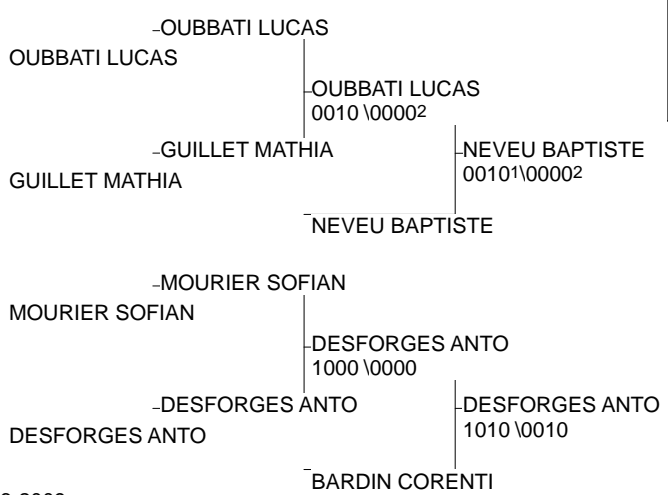 OUBBATI LUCAS
OUBBATI LUCAS
OUBBATI LUCAS
0010 \00002
GUILLET MATHIA
NEVEU BAPTISTE
00101\00002
GUILLET MATHIA
NEVEU BAPTISTE
MOURIER SOFIAN
MOURIER SOFIAN
DESFORGES ANTO
1000 \0000
DESFORGES ANTO
DESFORGES ANTO
1010 \0010
DESFORGES ANTO
BARDIN CORENTI